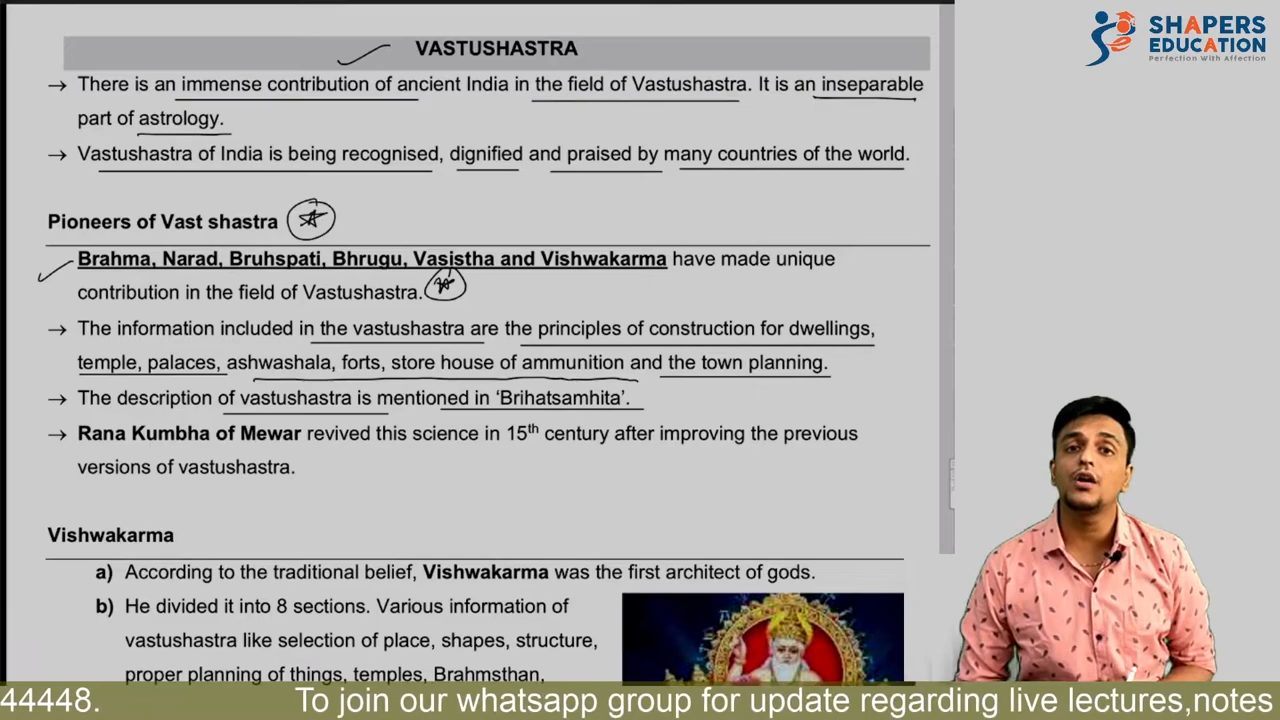 VASTUSHASTRA
→ There is an immense contribution of ancient India in the field of Vastushastra. It is an inseparable
part of astrology.
→ Vastushastra of India is being recognised, dignified and praised by many countries of the world.
Pioneers of Vast shastra
Brahma, Narad, Bruhspati, Bhrugu, Vasistha and Vishwakarma have made unique
contribution in the field of Vastushastra.
→ The information included in the vastushastra are the principles of construction for dwellings,
temple, palaces, ashwashala, forts, store house of ammunition and the town planning.
→ The description of vastushastra is mentioned in ‘Brihatsamhita’.
→ Rana Kumbha of Mewar revived this science in 15th century after improving the previous
versions of vastushastra.
Vishwakarma
a) According to the traditional belief, Vishwakarma was the first architect of gods.
b) He divided it into 8 sections. Various information of
vastushastra like selection of place, shapes, structure,
proper planning of things, temples, Brahmsthan,
SHAPERS
EDUCATION
Perfection With Affection
44448. To join our whatsapp group for update regarding live lectures,notes